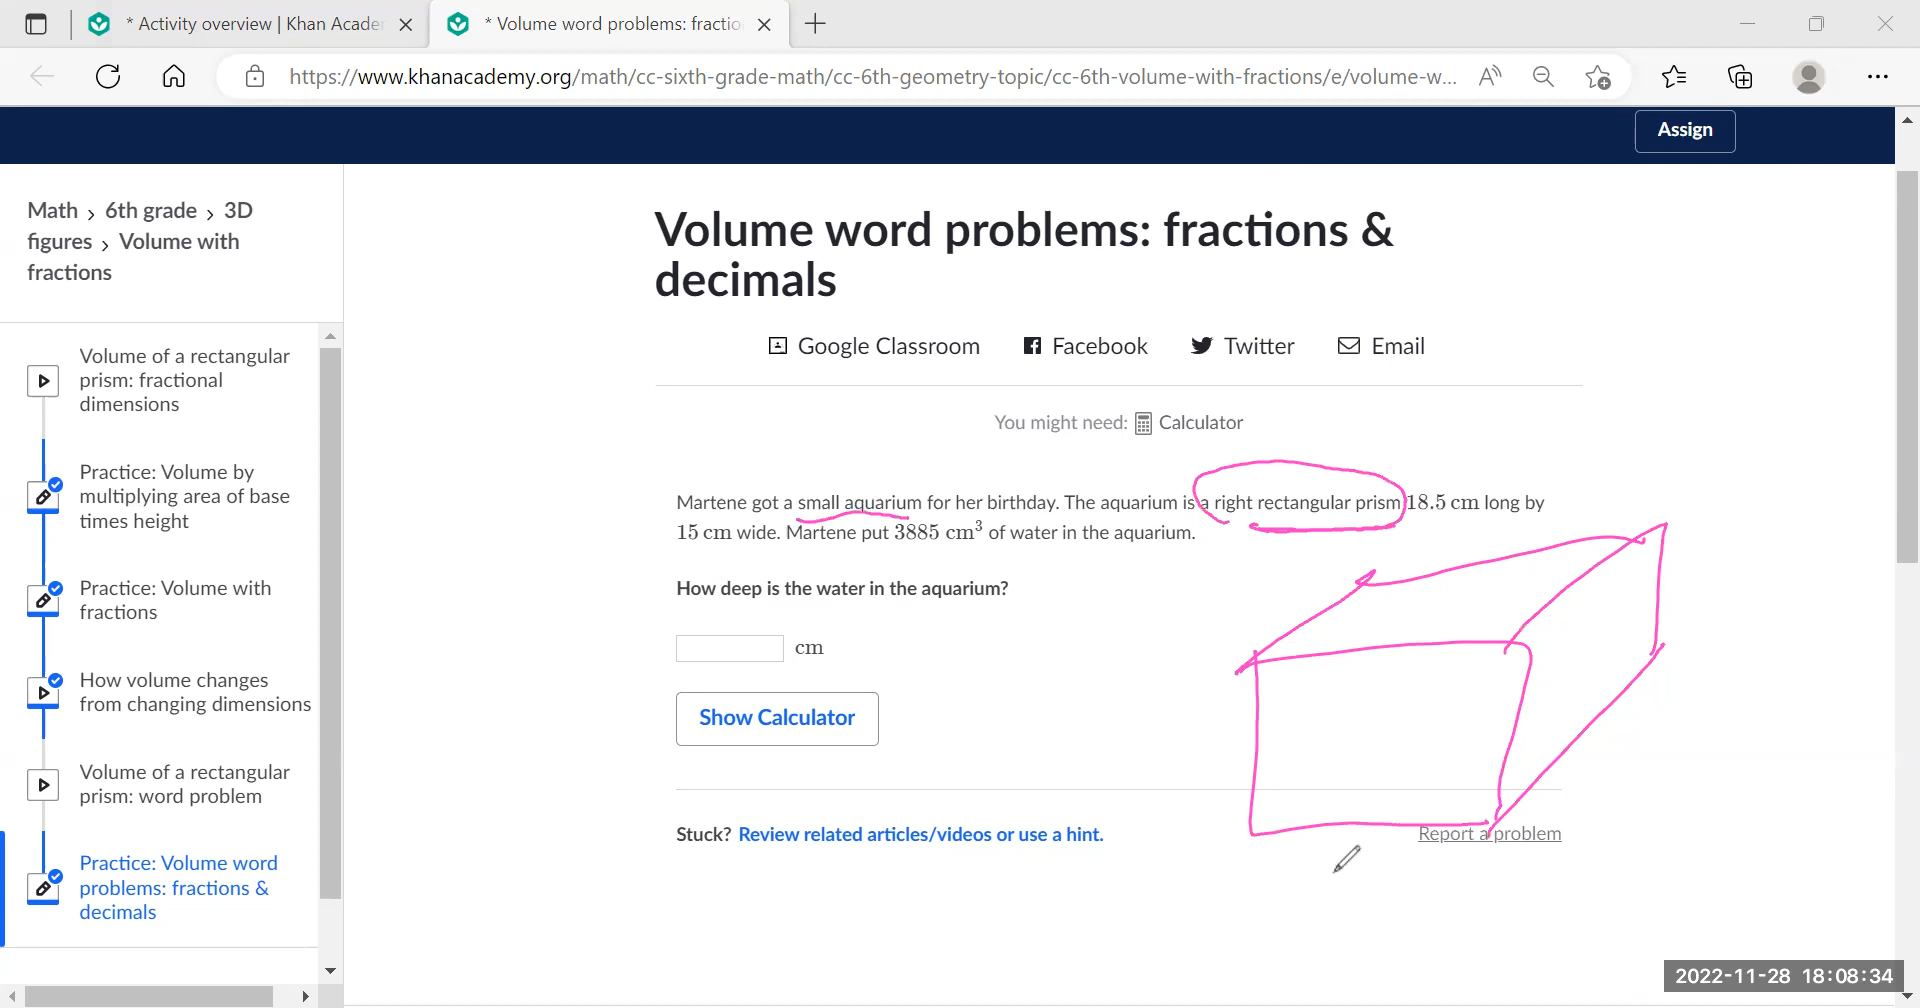 * Activity overview | Khan Acade
* Volume word problems: fractio
https://www.khanacademy.org/math/cc-sixth-grade-math/cc-6th-geometry-topic/cc-6th-volume-with-fractions/e/volume-w...
Assign
Math › 6th grade › 3D
figures › Volume with
fractions
Volume of a rectangular
prism: fractional
dimensions
Practice: Volume by
multiplying area of base
times height
Practice: Volume with
fractions
How volume changes
from changing dimensions
Volume of a rectangular
prism: word problem
Practice: Volume word
problems: fractions &
decimals
Volume word problems: fractions &
decimals
Google Classroom Facebook Twitter Email
You might need: Calculator
Martene got a small aquarium for her birthday. The aquarium is a right rectangular prism 18.5 cm long by
15 cm wide. Martene put 3885 cm³ of water in the aquarium.
How deep is the water in the aquarium?
cm
Show Calculator
Stuck? Review related articles/videos or use a hint.
Report a problem
2022-11-28 18:08:34